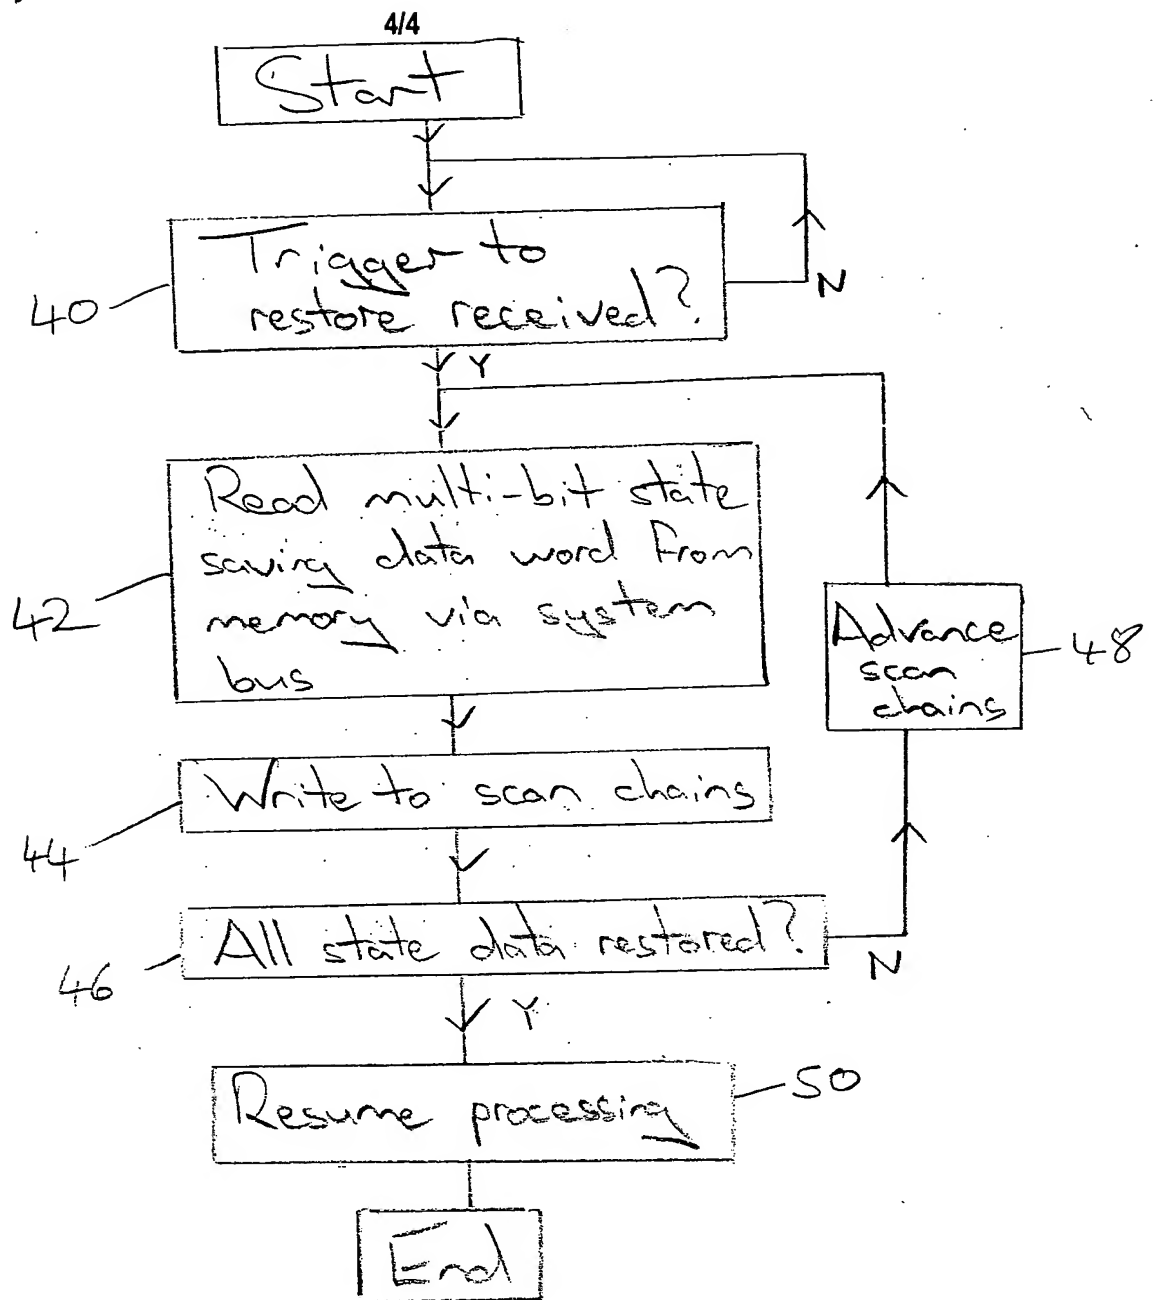 4/4
Start
Trigger to
restore received?
N
40
Y
Read multi-bit state
saving data word from
memory via system
bus
42
Advance
scan
chains
48
Write to scan chains
44
All state data restored?
N
46
Y
Resume processing
50
End